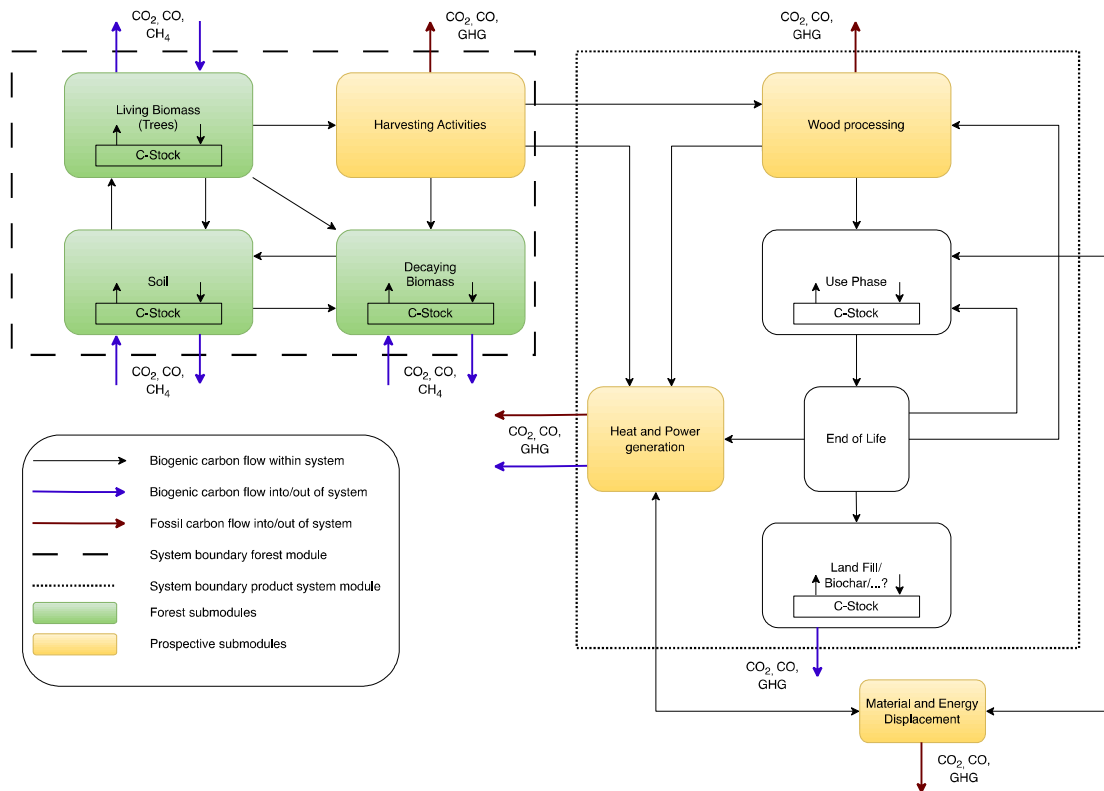 CO2, CO,
CH4
CO2, CO,
GHG
CO2, CO,
GHG
Living Biomass
(Trees)
C-Stock
Harvesting Activities
Wood processing
Soil
C-Stock
Decaying
Biomass
C-Stock
Use Phase
C-Stock
CO2, CO,
CH4
CO2, CO,
CH4
CO2, CO,
GHG
Heat and Power
generation
End of Life
Biogenic carbon flow within system
Biogenic carbon flow into/out of system
Fossil carbon flow into/out of system
System boundary forest module
System boundary product system module
Forest submodules
Prospective submodules
Land Fill/
Biochar/...?
C-Stock
CO2, CO,
GHG
Material and Energy
Displacement
CO2, CO,
GHG